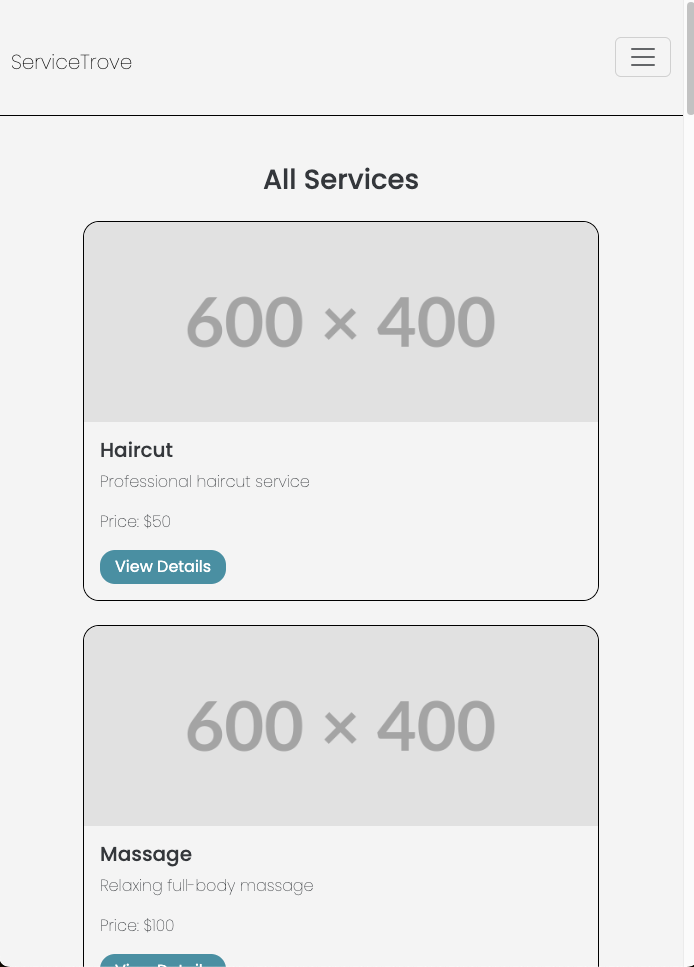 ServiceTrove
All Services
600 × 400
Haircut
Professional haircut service
Price: $50
View Details
600 × 400
Massage
Relaxing full-body massage
Price: $100